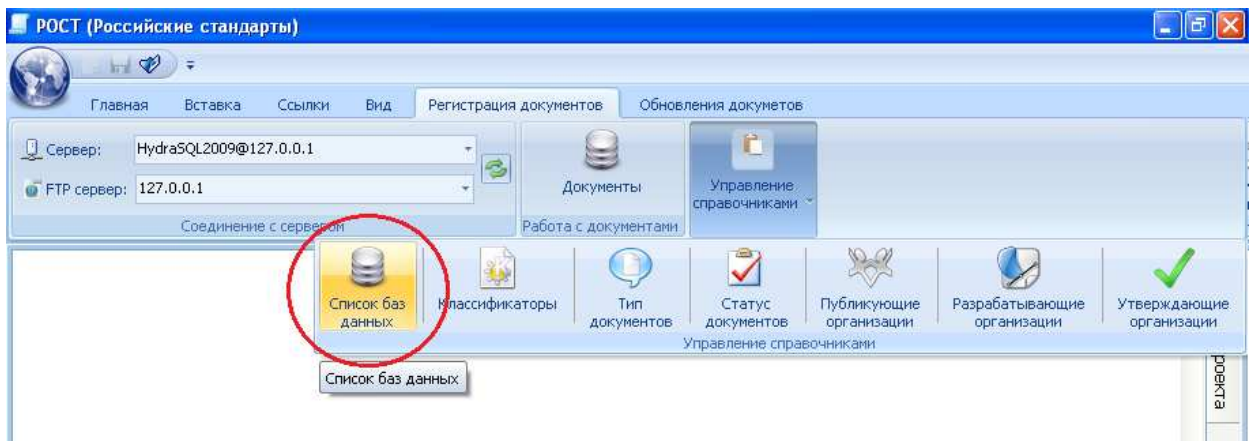 РОСТ (Российские стандарты)
Главная Вставка Ссылки Вид Регистрация документов Обновления докуметов
Сервер: HydraSQL2009@127.0.0.1
FTP сервер: 127.0.0.1
Документы
Управление
справочниками
Соединение с сервером Работа с документами
Список баз
данных
Классификаторы
Тип
документов
Статус
документов
Публикующие
организации
Разрабатывающие
организации
Утверждающие
организации
Управление справочниками
Список баз данных
роекта